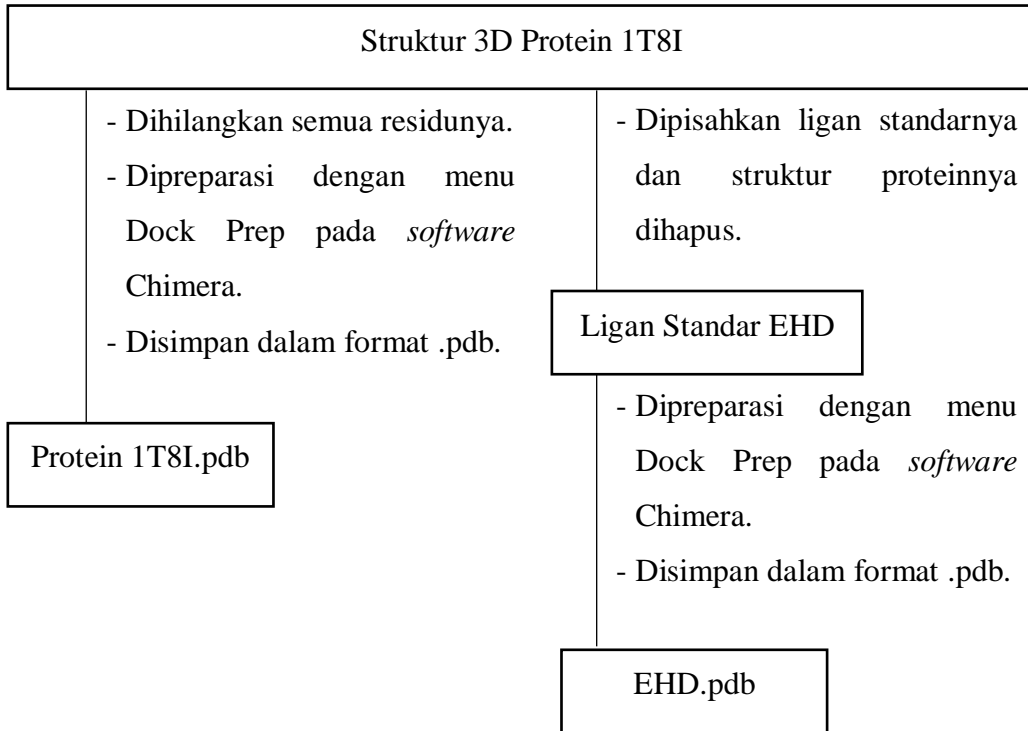 Struktur 3D Protein 1T8I
- Dihilangkan semua residunya.
- Dipreparasi dengan menu
Dock Prep pada software
Chimera.
- Disimpan dalam format .pdb.
Protein 1T8I.pdb
- Dipisahkan ligan standarnya
dan struktur proteinnya
dihapus.
Ligan Standar EHD
- Dipreparasi dengan menu
Dock Prep pada software
Chimera.
- Disimpan dalam format .pdb.
EHD.pdb